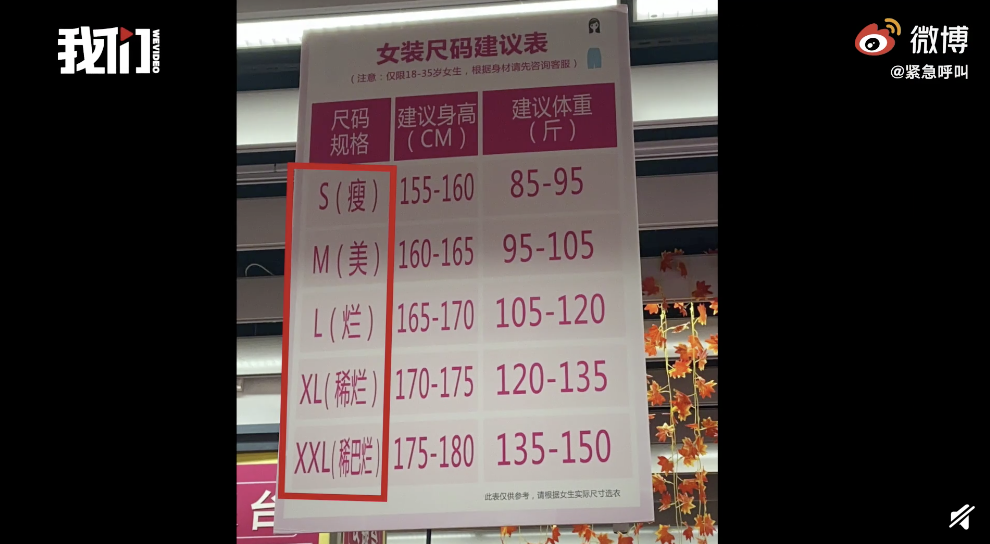 我们
WEVIDEO
微博
@紧急呼叫
女装尺码建议表
(注意:仅限18-35岁女生,根据身材请先咨询客服)
尺码规格 建议身高(CM) 建议体重(斤)
S(瘦) 155-160 85-95
M(美) 160-165 95-105
L(烂) 165-170 105-120
XL(稀烂) 170-175 120-135
XXL(稀巴烂) 175-180 135-150
此表仅供参考,请根据女生实际尺寸选衣
台